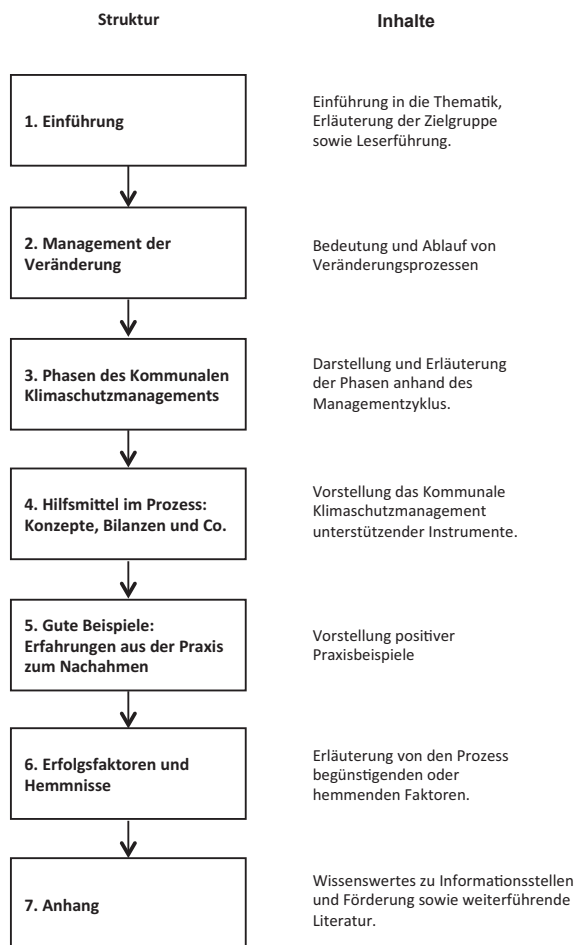 Struktur
Inhalte
1. Einführung
Einführung in die Thematik,
Erläuterung der Zielgruppe
sowie Leserführung.
2. Management der
Veränderung
Bedeutung und Ablauf von
Veränderungsprozessen
3. Phasen des Kommunalen
Klimaschutzmanagements
Darstellung und Erläuterung
der Phasen anhand des
Managementzyklus.
4. Hilfsmittel im Prozess:
Konzepte, Bilanzen und Co.
Vorstellung das Kommunale
Klimaschutzmanagement
unterstützender Instrumente.
5. Gute Beispiele:
Erfahrungen aus der Praxis
zum Nachahmen
Vorstellung positiver
Praxisbeispiele
6. Erfolgsfaktoren und
Hemmnisse
Erläuterung von den Prozess
begünstigenden oder
hemmenden Faktoren.
7. Anhang
Wissenswertes zu Informationsstellen
und Förderung sowie weiterführende
Literatur.